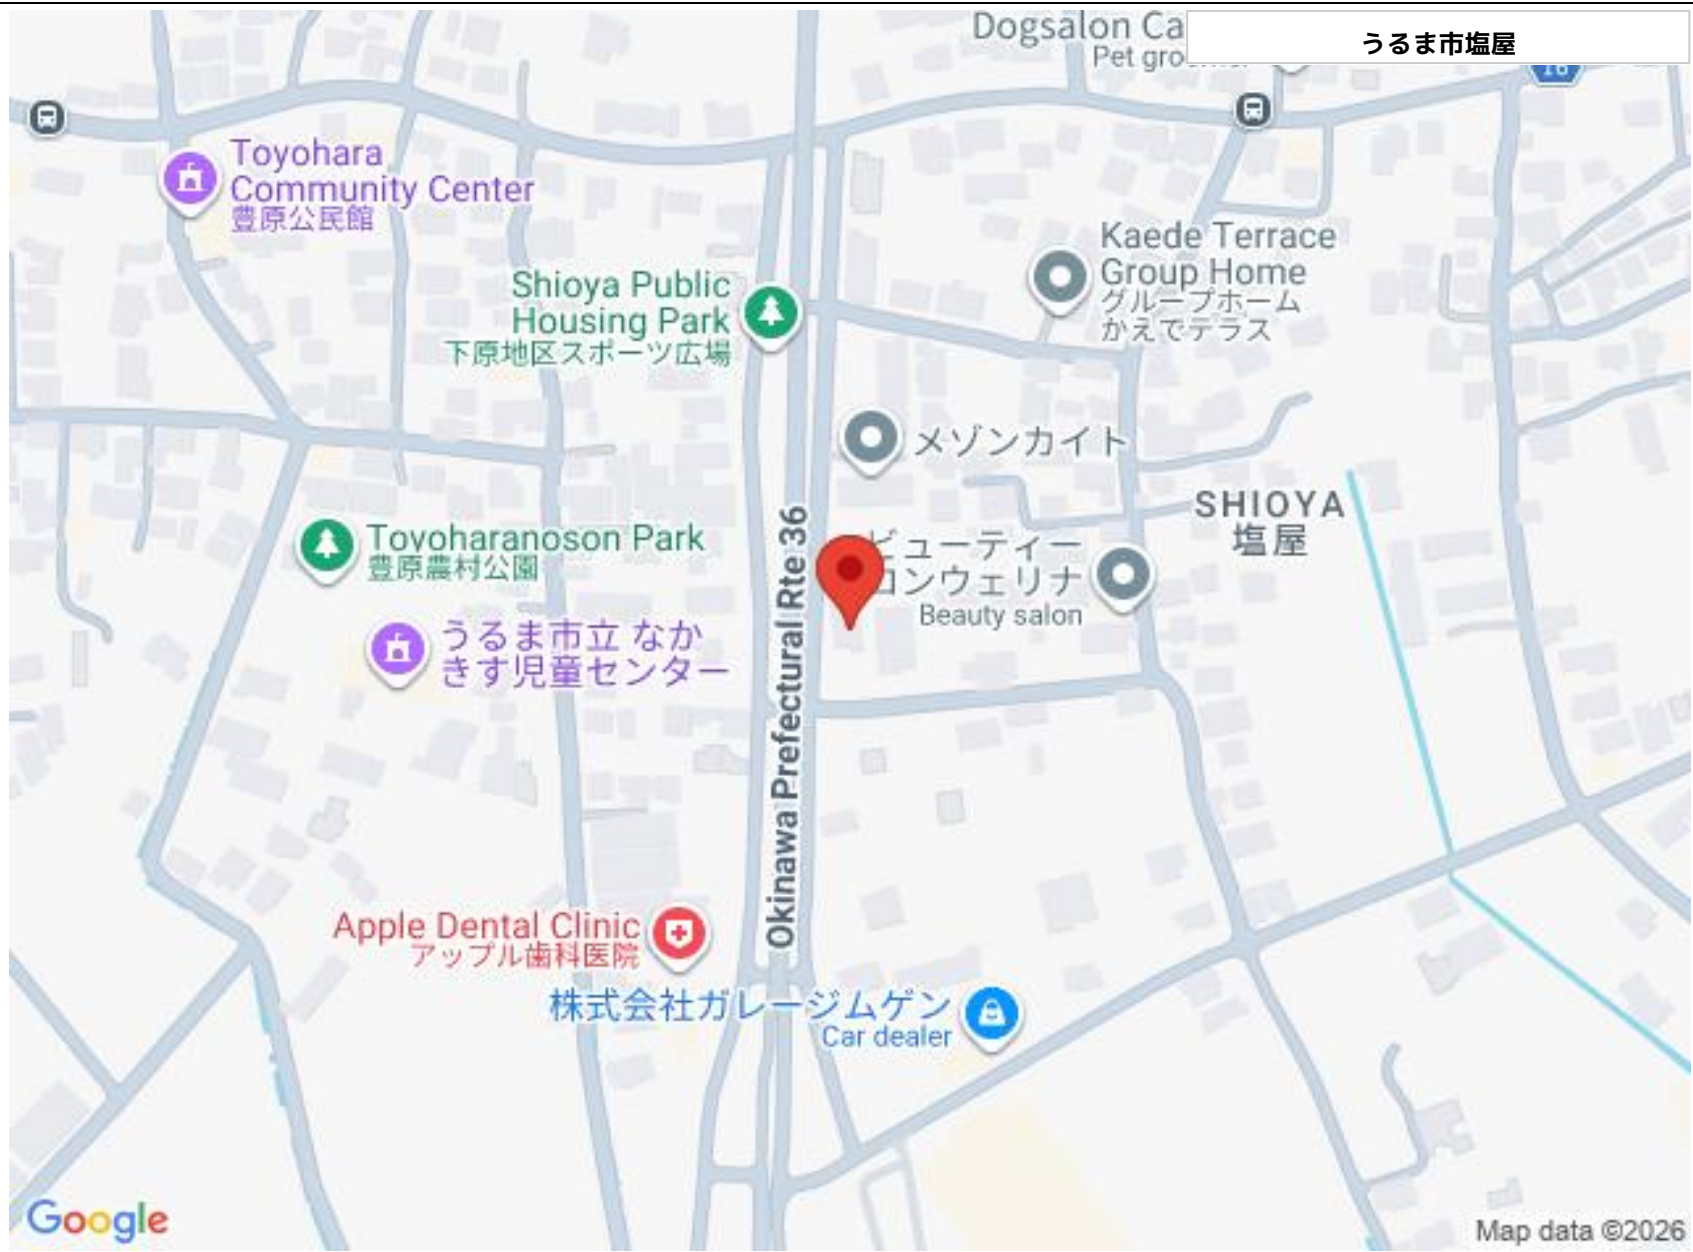 Dogsalon Ca
Pet gro
うるま市塩屋
16
Toyohara
Community Center
豊原公民館
Kaede Terrace
Group Home
グループホーム
かえでテラス
Shioya Public
Housing Park
下原地区スポーツ広場
メゾンカイト
SHIOYA
塩屋
Toyoharanoson Park
豊原農村公園
ビューティー
ロンウェリナ
Beauty salon
うるま市立 なか
きす児童センター
Okinawa Prefectural Rte 36
Apple Dental Clinic
アップル歯科医院
株式会社ガレージムゲン
Car dealer
Google
Map data ©2026